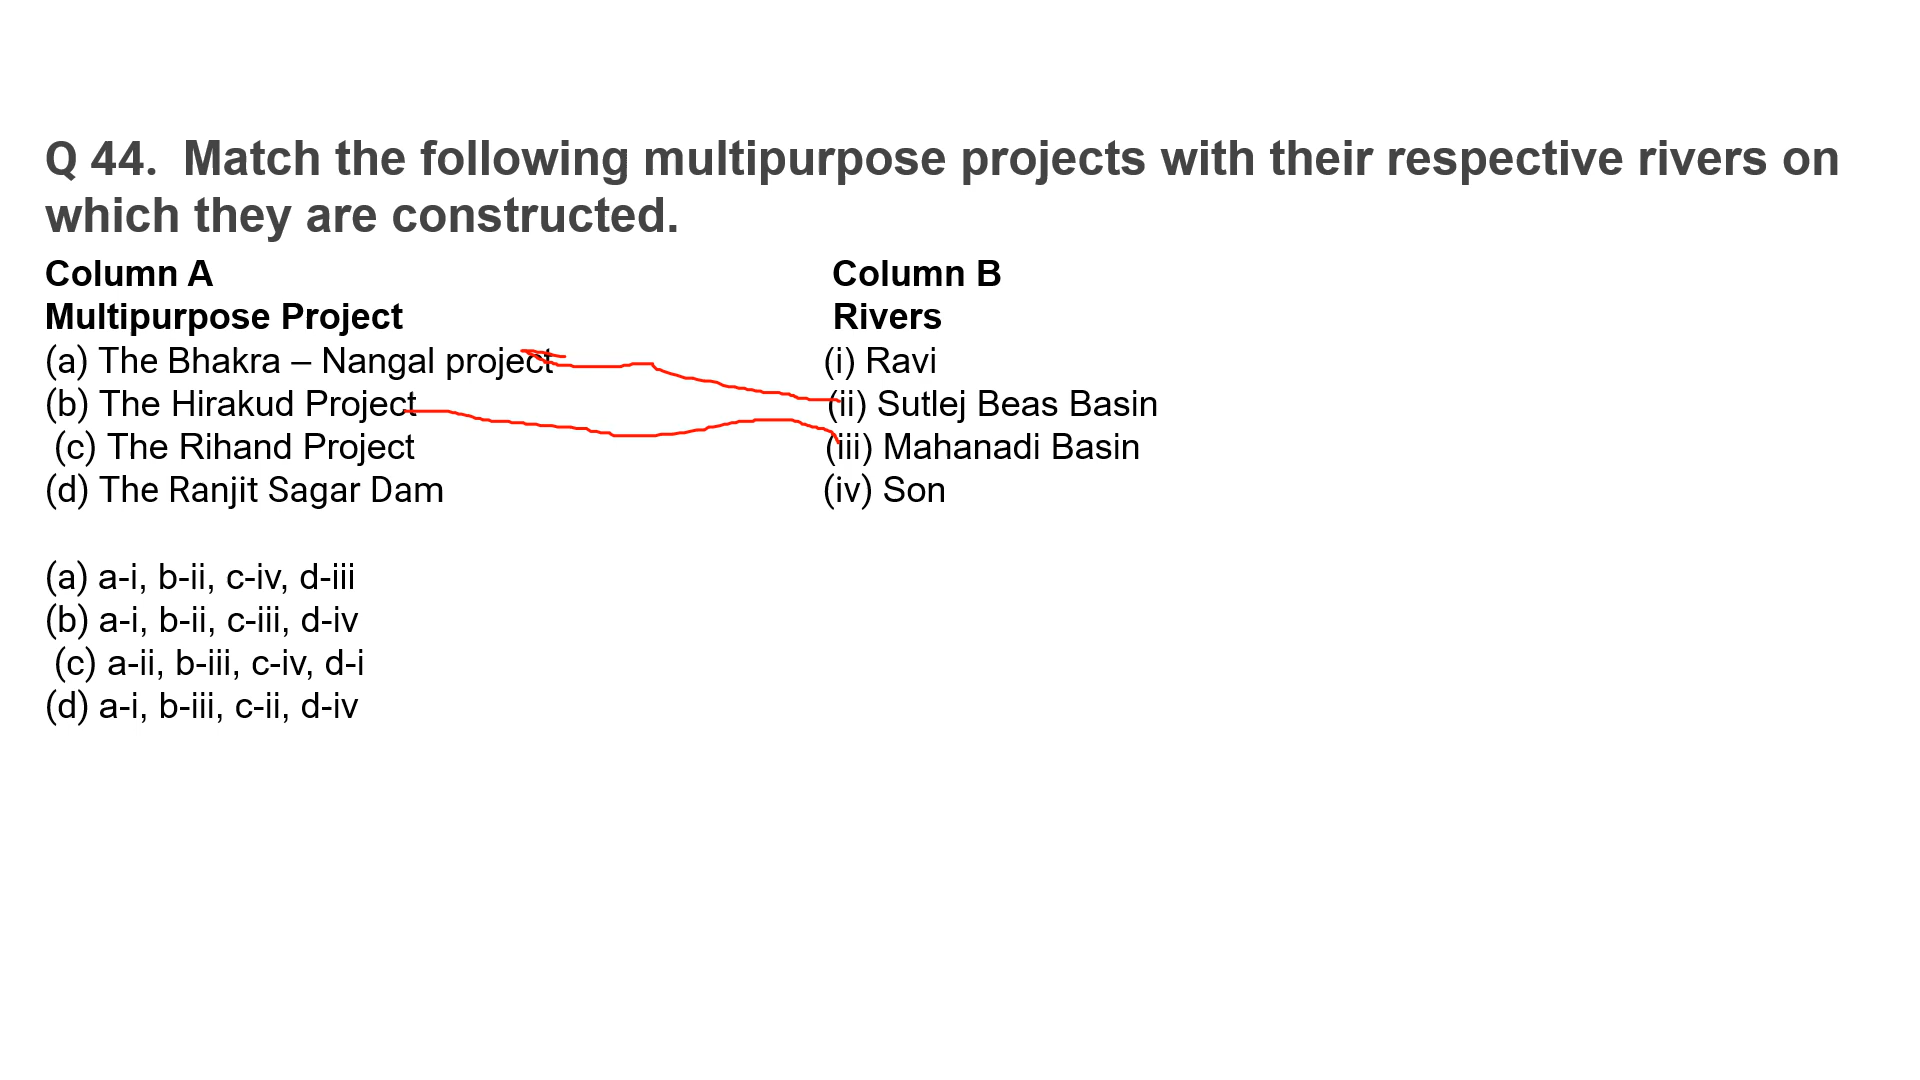 Q 44. Match the following multipurpose projects with their respective rivers on
which they are constructed.
Column A Column B
Multipurpose Project Rivers
(a) The Bhakra – Nangal project (i) Ravi
(b) The Hirakud Project (ii) Sutlej Beas Basin
(c) The Rihand Project (iii) Mahanadi Basin
(d) The Ranjit Sagar Dam (iv) Son
(a) a-i, b-ii, c-iv, d-iii
(b) a-i, b-ii, c-iii, d-iv
(c) a-ii, b-iii, c-iv, d-i
(d) a-i, b-iii, c-ii, d-iv